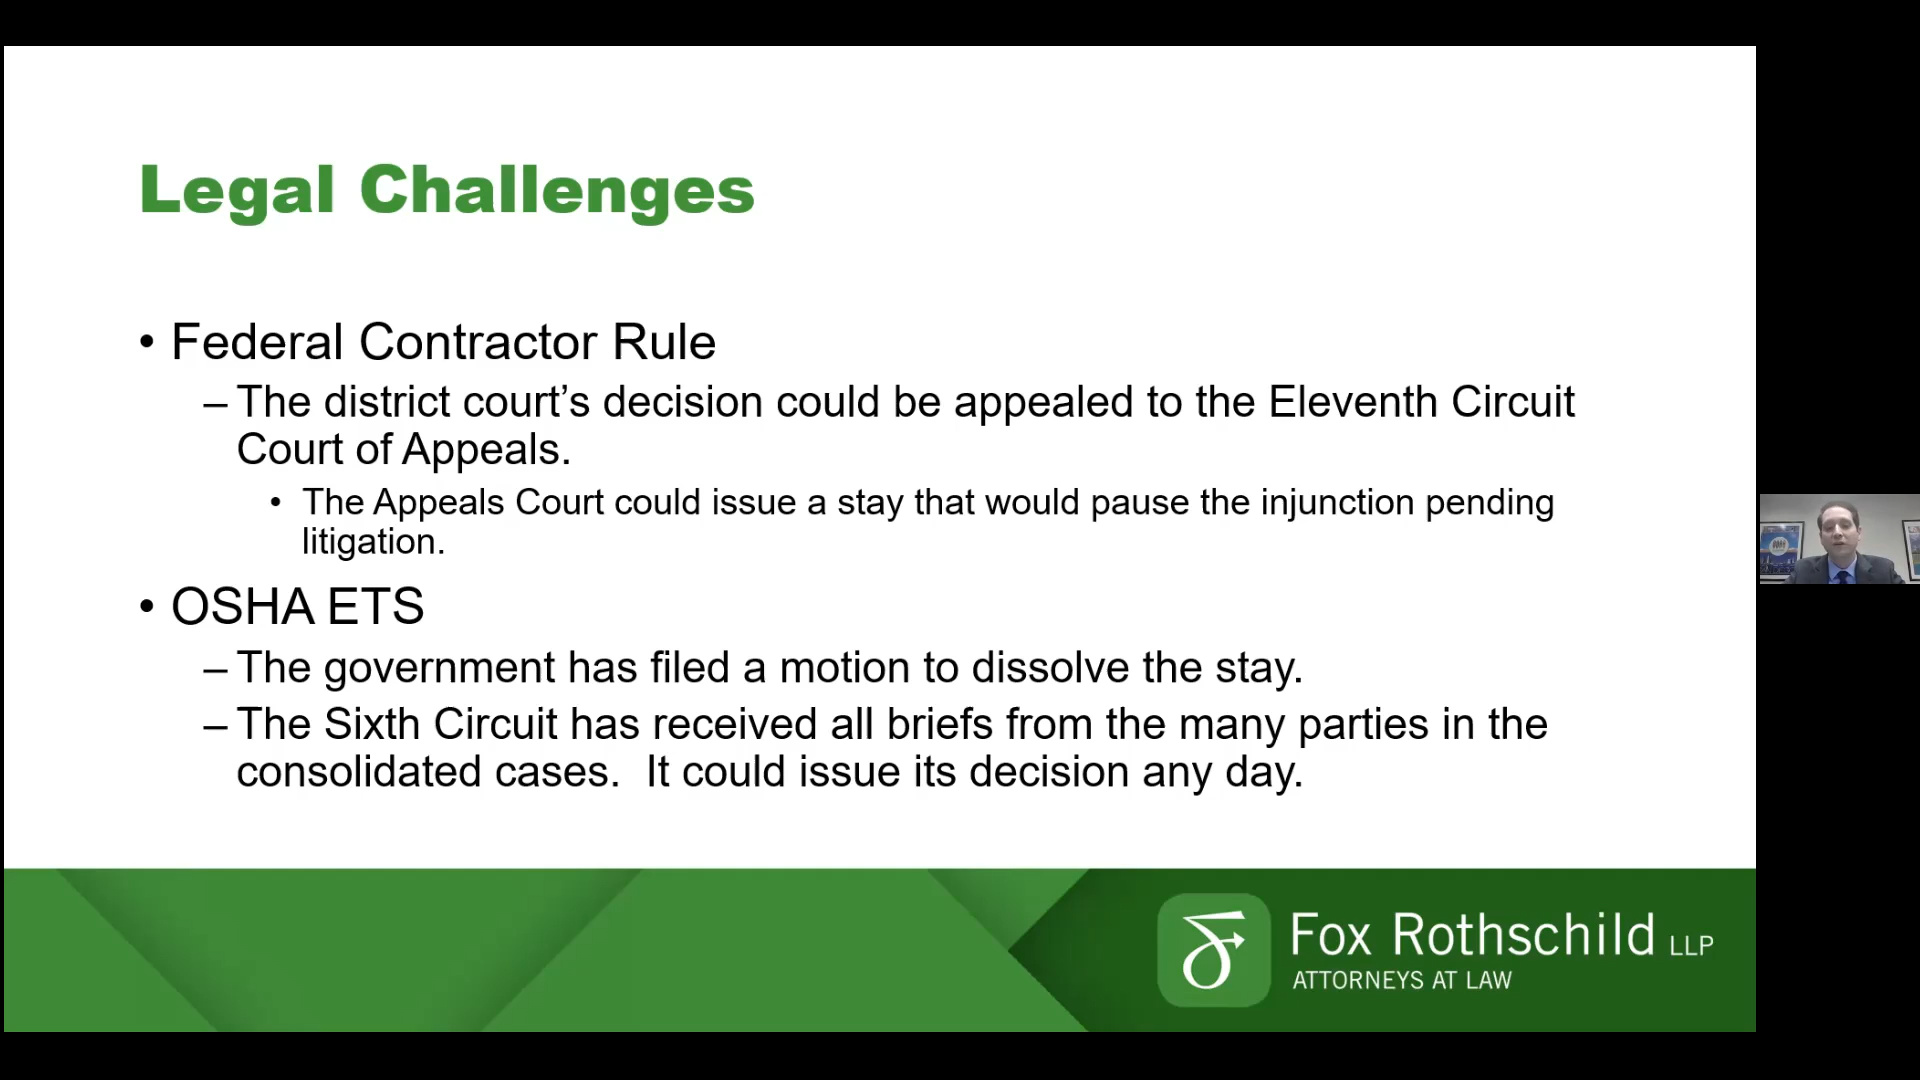 Legal Challenges
• Federal Contractor Rule
– The district court’s decision could be appealed to the Eleventh Circuit
Court of Appeals.
• The Appeals Court could issue a stay that would pause the injunction pending
litigation.
• OSHA ETS
– The government has filed a motion to dissolve the stay.
– The Sixth Circuit has received all briefs from the many parties in the
consolidated cases.  It could issue its decision any day.
Fox Rothschild LLP
ATTORNEYS AT LAW